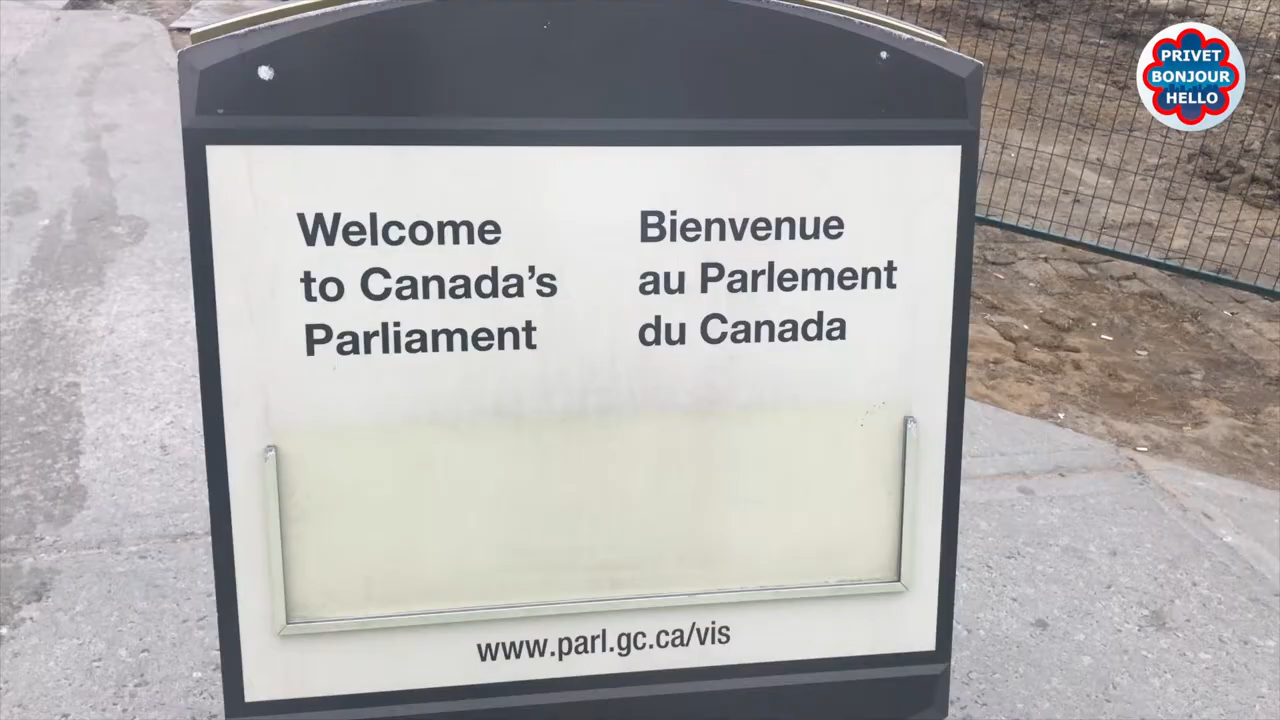 Welcome
to Canada's
Parliament
Bienvenue
au Parlement
du Canada
www.parl.gc.ca/vis
PRIVET
BONJOUR
HELLO